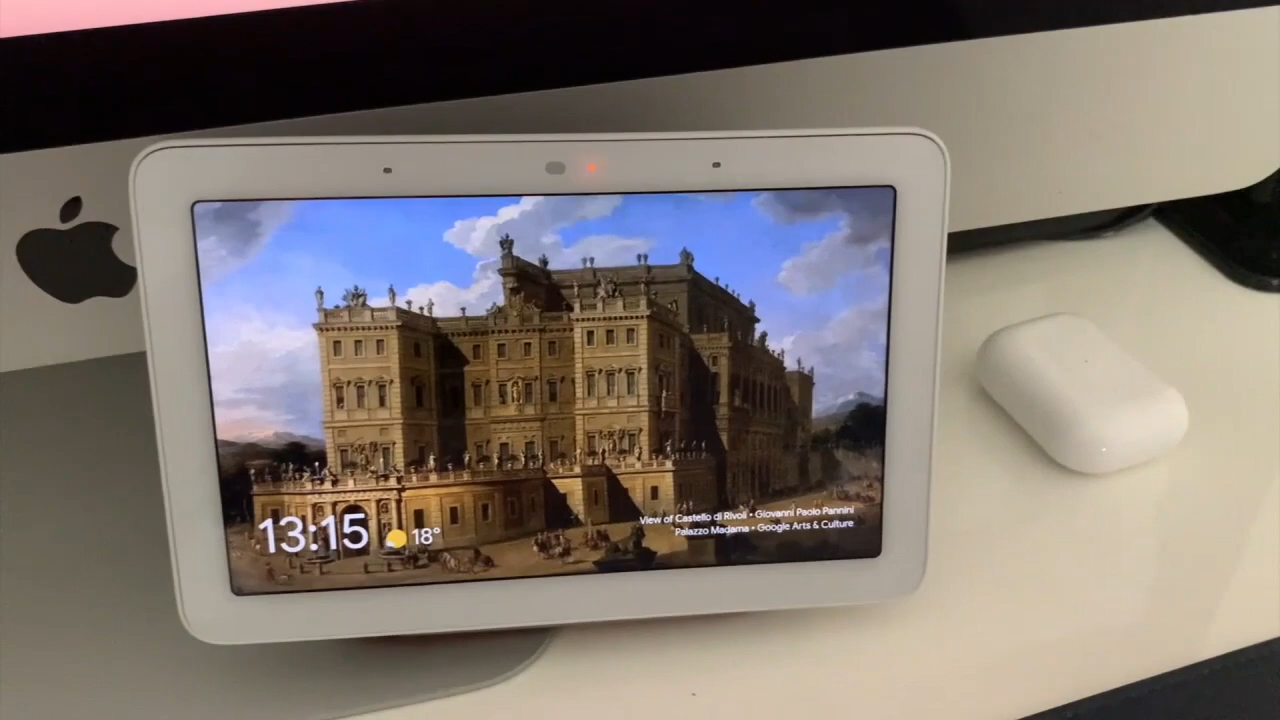 13:15 18°
View of Castello di Rivoli • Giovanni Paolo Pannini
Palazzo Madama • Google Arts & Culture